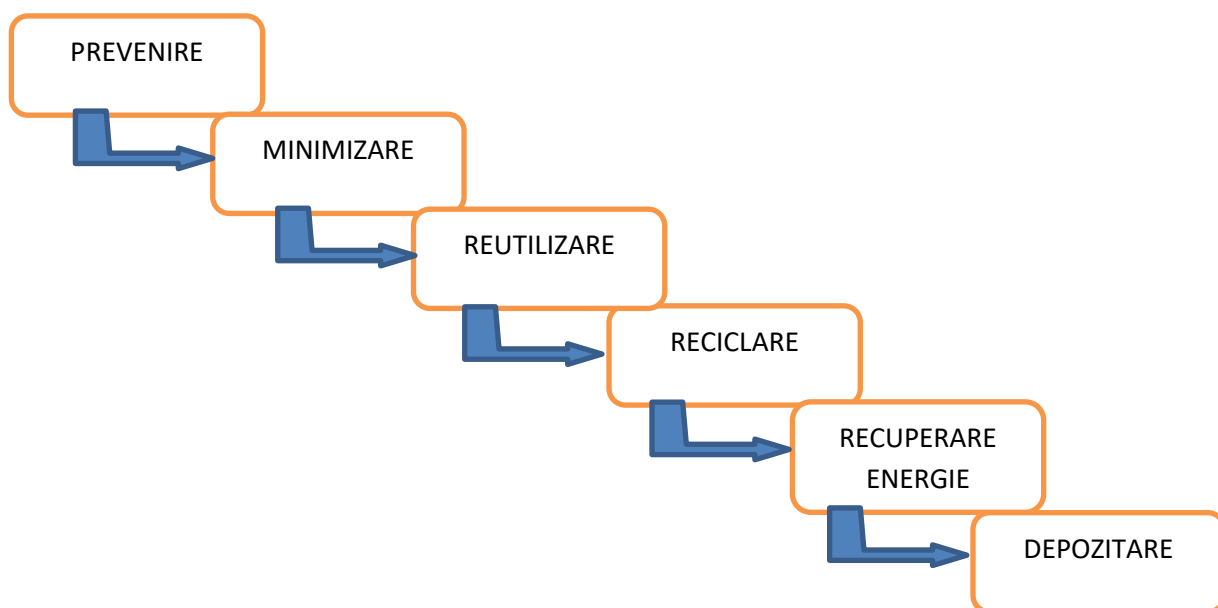 PREVENIRE
MINIMIZARE
REUTILIZARE
RECICLARE
RECUPERARE
ENERGIE
DEPOZITARE